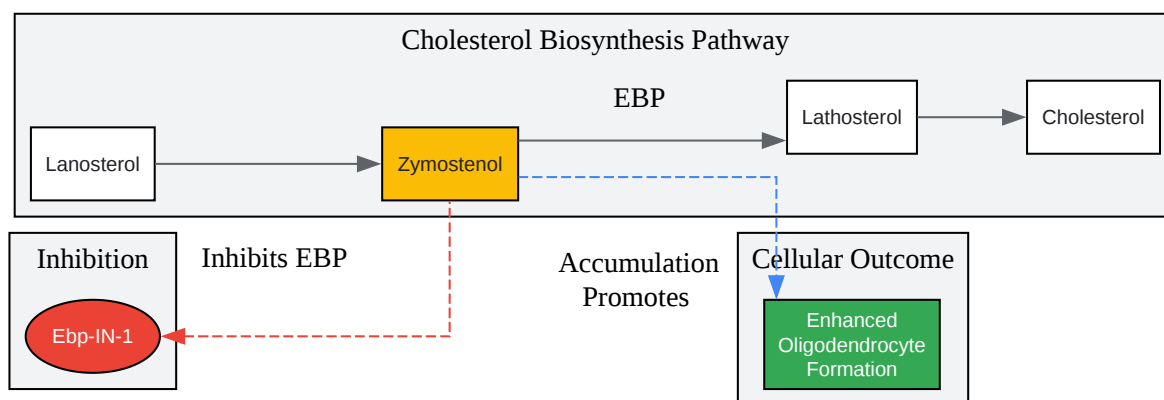 Cholesterol Biosynthesis Pathway
EBP
Lanosterol
Zymostenol
Lathosterol
Cholesterol
Inhibition
Inhibits EBP
Ebp-IN-1
Accumulation
Promotes
Cellular Outcome
Enhanced
Oligodendrocyte
Formation